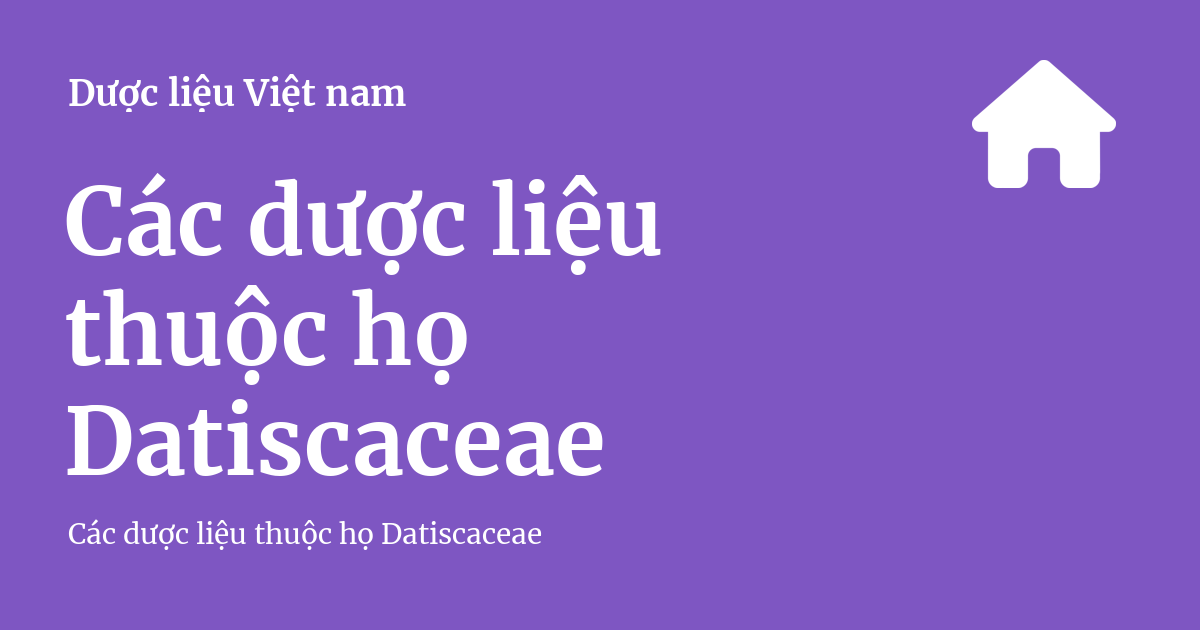 Dược liệu Việt nam
Các dược liệu
thuộc họ
Datiscaceae
Các dược liệu thuộc họ Datiscaceae